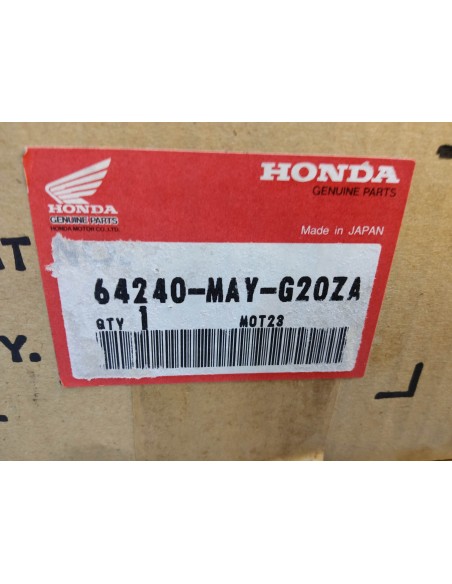 HONDA
GENUINE PARTS
HONDA MOTOR CO., LTD.
HONDA
GENUINE PARTS
Made in JAPAN
64240-MAY-G20ZA
QTY 1 MOT23
Y.